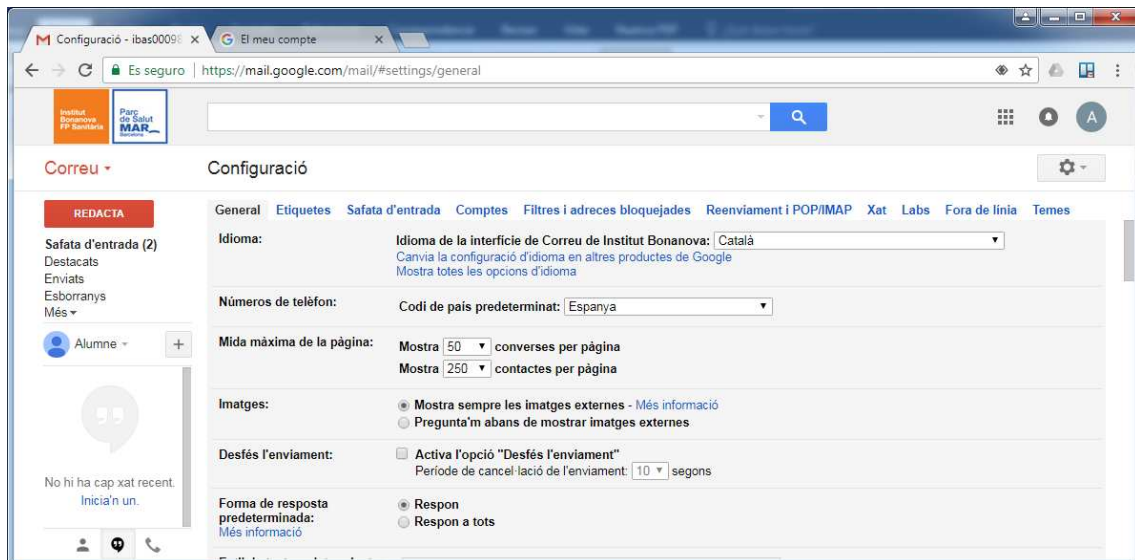 Configuració - ibas0009
El meu compte
Es seguro
https://mail.google.com/mail/#settings/general
Institut
Bonanova
FP Sanitària
Parc
de Salut
MAR
Barcelona
A
Correu
Configuració
REDACTA
General Etiquetes Safata d'entrada Comptes Filtres i adreces bloquejades Reenviament i POP/IMAP Xat Labs Fora de línia Temes
Safata d'entrada (2)
Destacats
Enviats
Esborranys
Més
Alumne
No hi ha cap xat recent.
Inicia'n un.
Idioma:
Idioma de la interfície de Correu de Institut Bonanova: Català
Canvia la configuració d'idioma en altres productes de Google
Mostra totes les opcions d'idioma
Números de telèfon:
Codi de país predeterminat: Espanya
Mida màxima de la pàgina:
Mostra 50 converses per pàgina
Mostra 250 contactes per pàgina
Imatges:
Mostra sempre les imatges externes - Més informació
Pregunta'm abans de mostrar imatges externes
Desfés l'enviament:
Activa l'opció "Desfés l'enviament"
Període de cancel·lació de l'enviament: 10 segons
Forma de resposta
predeterminada:
Més informació
Respon
Respon a tots